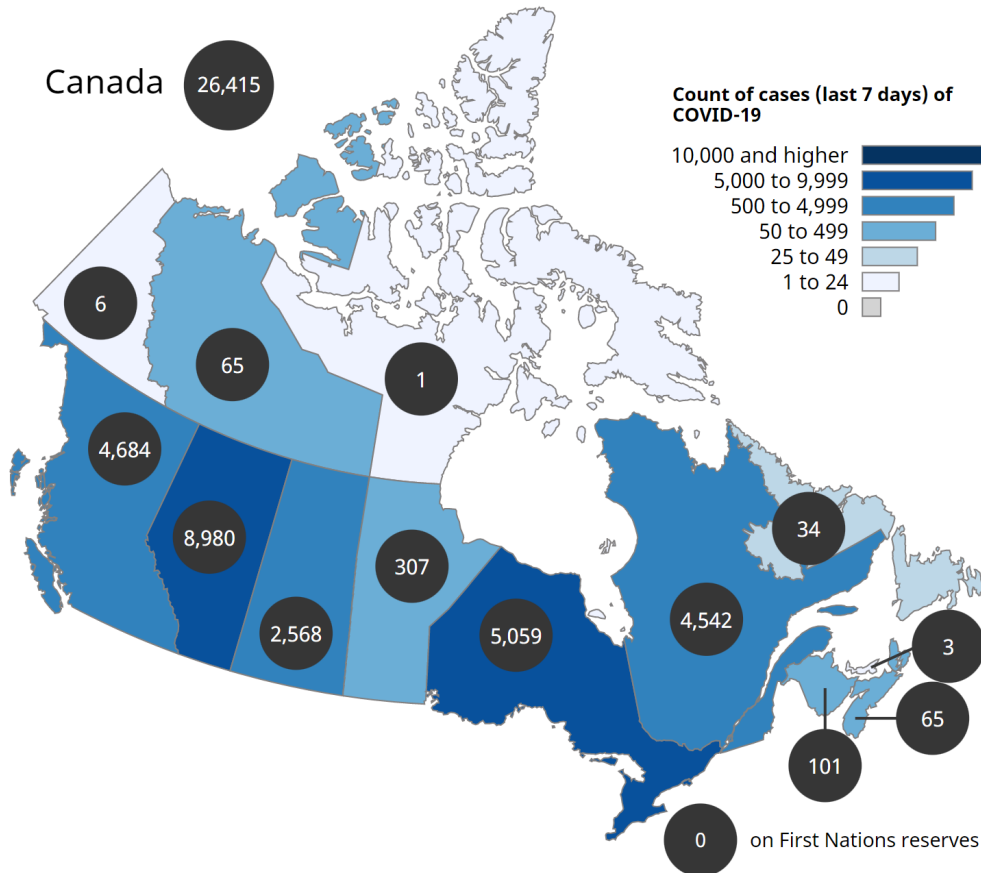 Canada
26,415
Count of cases (last 7 days) of
COVID-19
10,000 and higher
5,000 to 9,999
500 to 4,999
50 to 499
25 to 49
1 to 24
0
6
65
1
4,684
8,980
2,568
307
5,059
4,542
34
3
65
101
0 on First Nations reserves